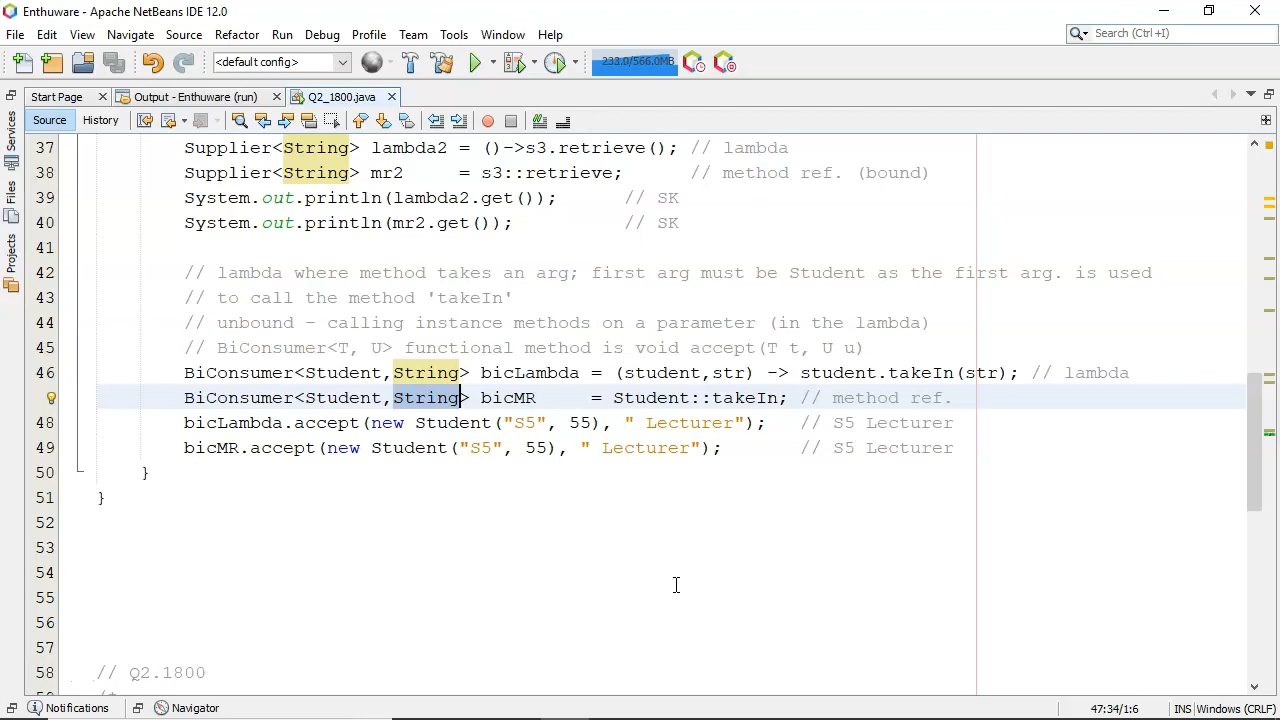 Enthuware - Apache NetBeans IDE 12.0
File Edit View Navigate Source Refactor Run Debug Profile Team Tools Window Help
Search (Ctrl+I)
<default config>
233.0/566.0MB
Start Page Output - Enthuware (run) Q2_1800.java
Source History
Services
Files
Projects
37 Supplier<String> lambda2 = ()->s3.retrieve(); // lambda
38 Supplier<String> mr2 = s3::retrieve; // method ref. (bound)
39 System.out.println(lambda2.get()); // SK
40 System.out.println(mr2.get()); // SK
41
42 // lambda where method takes an arg; first arg must be Student as the first arg. is used
43 // to call the method 'takeIn'
44 // unbound - calling instance methods on a parameter (in the lambda)
45 // BiConsumer<T, U> functional method is void accept(T t, U u)
46 BiConsumer<Student,String> bicLambda = (student,str) -> student.takeIn(str); // lambda
BiConsumer<Student,String> bicMR = Student::takeIn; // method ref.
48 bicLambda.accept(new Student("S5", 55), " Lecturer"); // S5 Lecturer
49 bicMR.accept(new Student("S5", 55), " Lecturer"); // S5 Lecturer
50 }
51 }
52
53
54
55
56
57
58 // Q2.1800
Notifications Navigator 47:34/1:6 INS Windows (CRLF)